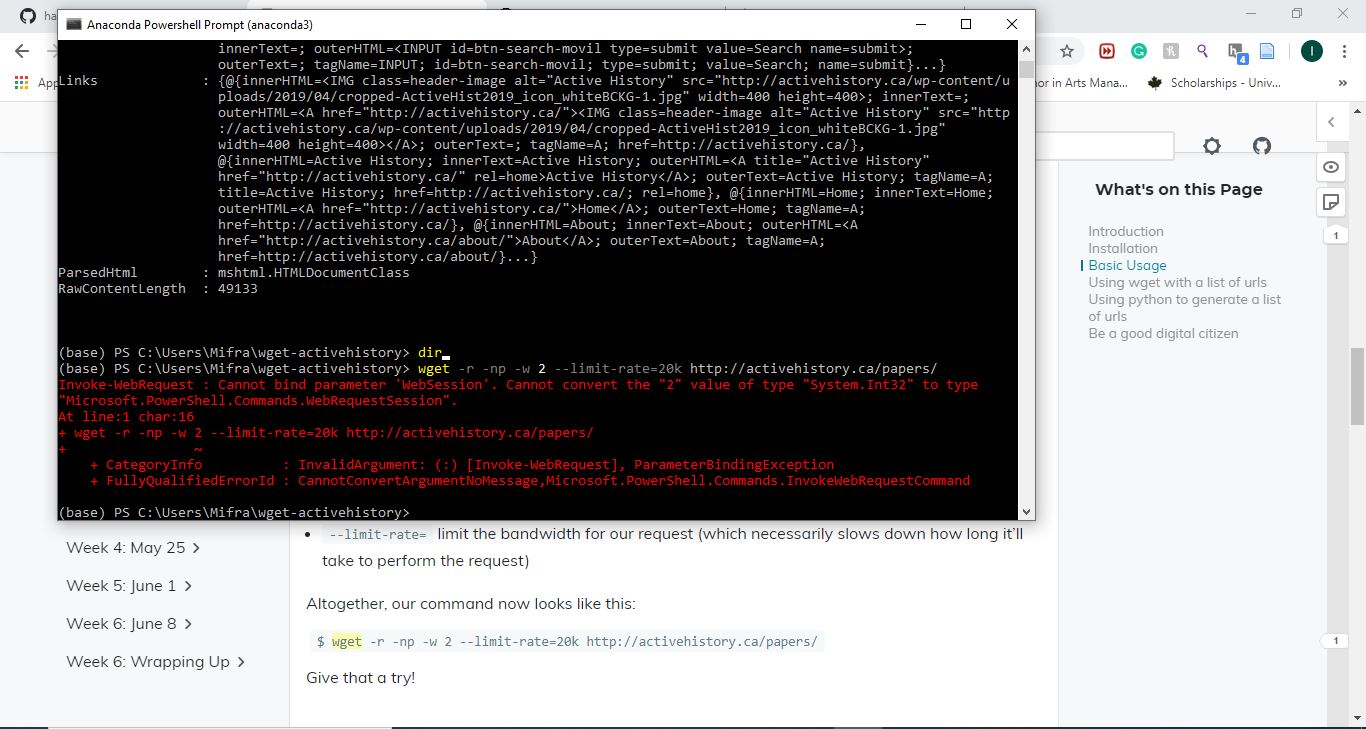 ha
Anaconda Powershell Prompt (anaconda3)
innerText=; outerHTML=<INPUT id=btn-search-movil type=submit value=Search name=submit>;
outerText=; tagName=INPUT; id=btn-search-movil; type=submit; value=Search; name=submit}...}
Links : {@{innerHTML=<IMG class=header-image alt="Active History" src="http://activehistory.ca/wp-content/u
ploads/2019/04/cropped-ActiveHist2019_icon_whiteBCKG-1.jpg" width=400 height=400>; innerText=;
outerHTML=<A href="http://activehistory.ca/"><IMG class=header-image alt="Active History" src="http
://activehistory.ca/wp-content/uploads/2019/04/cropped-ActiveHist2019_icon_whiteBCKG-1.jpg"
width=400 height=400></A>; outerText=; tagName=A; href=http://activehistory.ca/},
@{innerHTML=Active History; innerText=Active History; outerHTML=<A title="Active History"
href="http://activehistory.ca/" rel=home>Active History</A>; outerText=Active History; tagName=A;
title=Active History; href=http://activehistory.ca/; rel=home}, @{innerHTML=Home; innerText=Home;
outerHTML=<A href="http://activehistory.ca/">Home</A>; outerText=Home; tagName=A;
href=http://activehistory.ca/}, @{innerHTML=About; innerText=About; outerHTML=<A
href="http://activehistory.ca/about/">About</A>; outerText=About; tagName=A;
href=http://activehistory.ca/about/}...}
ParsedHtml : mshtml.HTMLDocumentClass
RawContentLength : 49133
(base) PS C:\Users\Mifra\wget-activehistory> dir
(base) PS C:\Users\Mifra\wget-activehistory> wget -r -np -w 2 --limit-rate=20k http://activehistory.ca/papers/
Invoke-WebRequest : Cannot bind parameter 'WebSession'. Cannot convert the "2" value of type "System.Int32" to type
"Microsoft.PowerShell.Commands.WebRequestSession".
At line:1 char:16
+ wget -r -np -w 2 --limit-rate=20k http://activehistory.ca/papers/
+ ~
+ CategoryInfo : InvalidArgument: (:) [Invoke-WebRequest], ParameterBindingException
+ FullyQualifiedErrorId : CannotConvertArgumentNoMessage,Microsoft.PowerShell.Commands.InvokeWebRequestCommand
(base) PS C:\Users\Mifra\wget-activehistory>
App
4
I
nor in Arts Mana...
Scholarships - Univ...
»
What's on this Page
1
Introduction
Installation
Basic Usage
Using wget with a list of urls
Using python to generate a list
of urls
Be a good digital citizen
Week 4: May 25
Week 5: June 1
Week 6: June 8
Week 6: Wrapping Up
• --limit-rate= limit the bandwidth for our request (which necessarily slows down how long it'll
take to perform the request)
Altogether, our command now looks like this:
$ wget -r -np -w 2 --limit-rate=20k http://activehistory.ca/papers/
1
Give that a try!